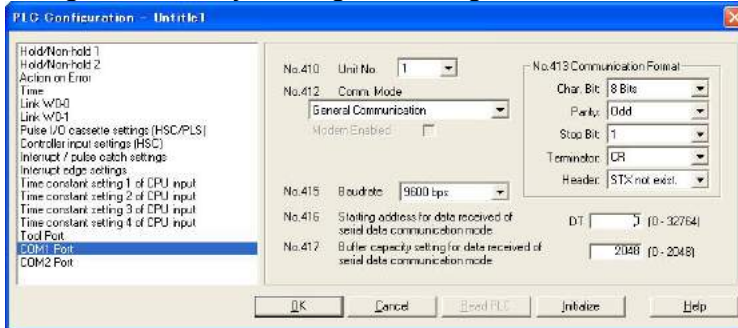 PLC Configuration - Untitle1
Hold/Non-hold 1
Hold/Non-hold 2
Action on Error
Time
Link W0-0
Link W0-1
Pulse I/O cassette settings (HSC/PLS)
Controller input settings (HSC)
Interrupt / pulse catch settings
Interrupt edge settings
Time constant setting 1 of CPU input
Time constant setting 2 of CPU input
Time constant setting 3 of CPU input
Time constant setting 4 of CPU input
Tool Port
COM1 Port
COM2 Port
No.410 Unit No. 1
No.412 Comm. Mode
General Communication
Modem Enabled
No.413 Communication Format
Char. Bit: 8 Bits
Parity: Odd
Stop Bit: 1
Terminator: CR
Header: STX not exist.
No.415 Baudrate 9600 bps
No.416 Starting address for data received of serial data communication mode DT (0 - 32764)
No.417 Buffer capacity setting for data received of serial data communication mode 2048 (0 - 2048)
OK Cancel Read PLC Initialize Help